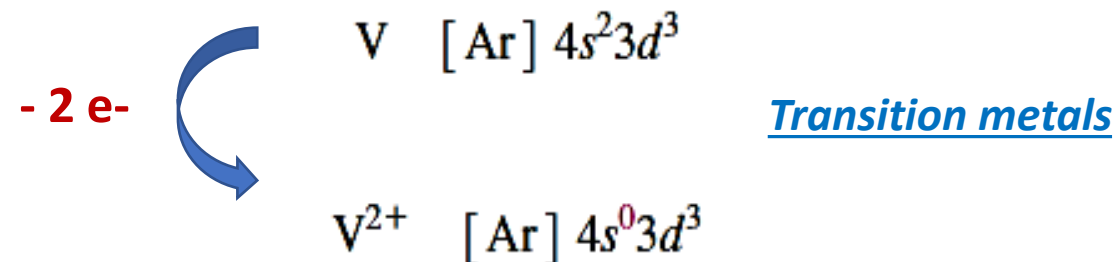 V [Ar] 4s²3d³
- 2 e-
Transition metals
V²⁺ [Ar] 4s⁰3d³